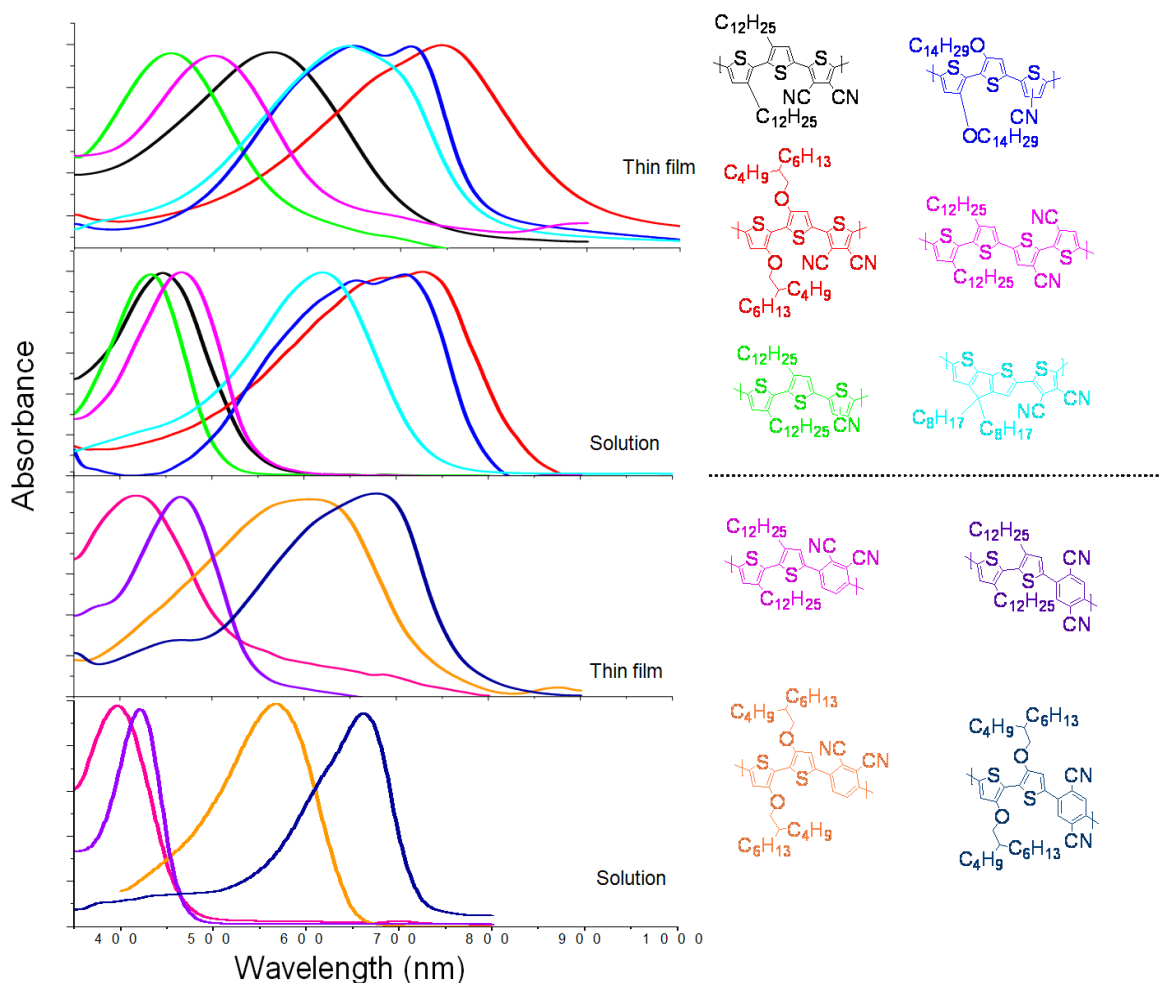 Absorbance
Thin film
Solution
Thin film
Solution
400 500 600 700 800 900 1000
Wavelength (nm)
C12H25
S S S
NC CN
C12H25
C14H29O
S S S
CN
OC14H29
C6H13
C4H9
O
S S S
NC CN
O
C4H9
C6H13
C12H25 NC
S S S S
C12H25 CN
C12H25
S S S
C12H25 CN
S S S
CN
NC
C8H17 C8H17
C12H25 NC CN
S S
C12H25
C12H25
CN
S S
C12H25
CN
C6H13
C4H9
O NC CN
S S
O
C4H9
C6H13
C4H9 C6H13
O
CN
S S
O
CN
C4H9 C6H13